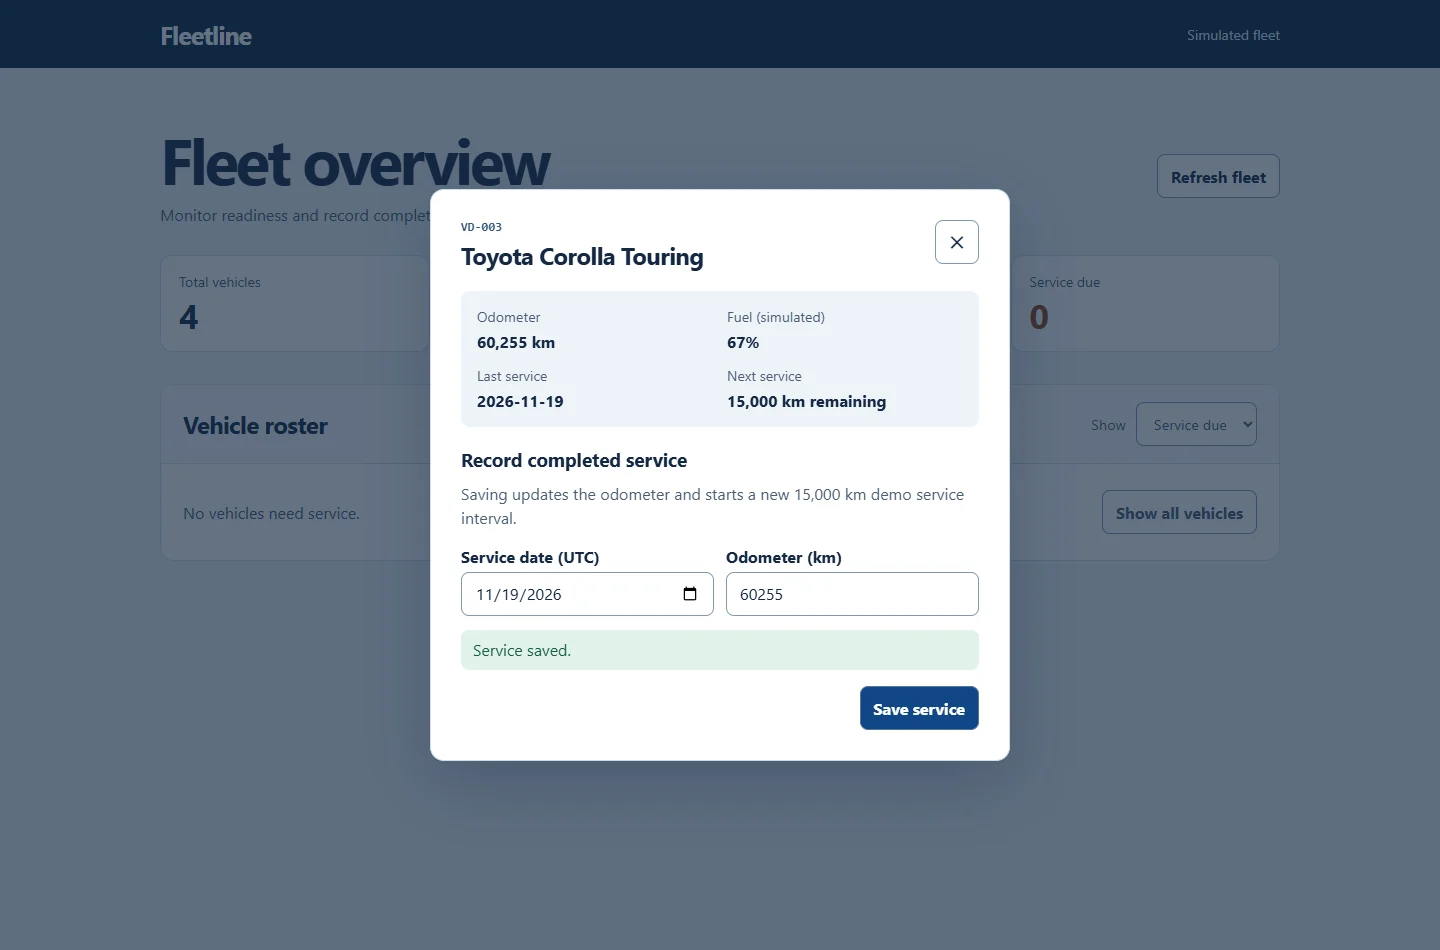 Fleetline
Simulated fleet
Fleet overview
Refresh fleet
Monitor readiness and record complet
Total vehicles
4
Service due
0
Vehicle roster
Show
Service due
No vehicles need service.
Show all vehicles
VD-003
Toyota Corolla Touring
Odometer
60,255 km
Fuel (simulated)
67%
Last service
2026-11-19
Next service
15,000 km remaining
Record completed service
Saving updates the odometer and starts a new 15,000 km demo service
interval.
Service date (UTC)
11/19/2026
Odometer (km)
60255
Service saved.
Save service